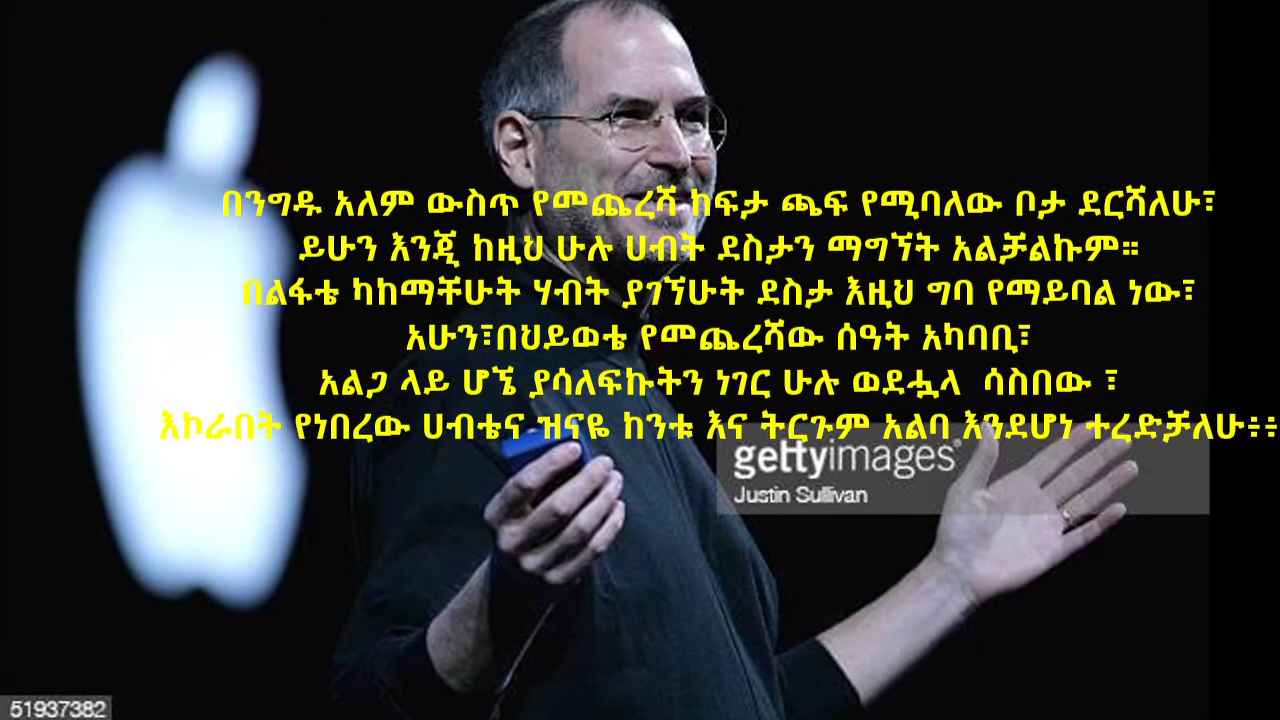 በንግዱ አለም ውስጥ የመጨረሻ ከፍታ ጫፍ የሚባለው ቦታ ደርሻለሁ፣
ይሁን እንጂ ከዚህ ሁሉ ሀብት ደስታን ማግኘት አልቻልኩም።
በልፋቴ ካከማቸሁት ሃብት ያገኘሁት ደስታ እዚህ ግባ የማይባል ነው፣
አሁን፣በህይወቴ የመጨረሻው ሰዓት አካባቢ፣
አልጋ ላይ ሆኜ ያሳለፍኩትን ነገር ሁሉ ወደኋላ ሳስበው ፣
እኮራበት የነበረው ሀብቴና ዝናዬ ከንቱ እና ትርጉም አልባ እንደሆነ ተረድቻለሁ፥፥
gettyimages
Justin Sullivan
51937382